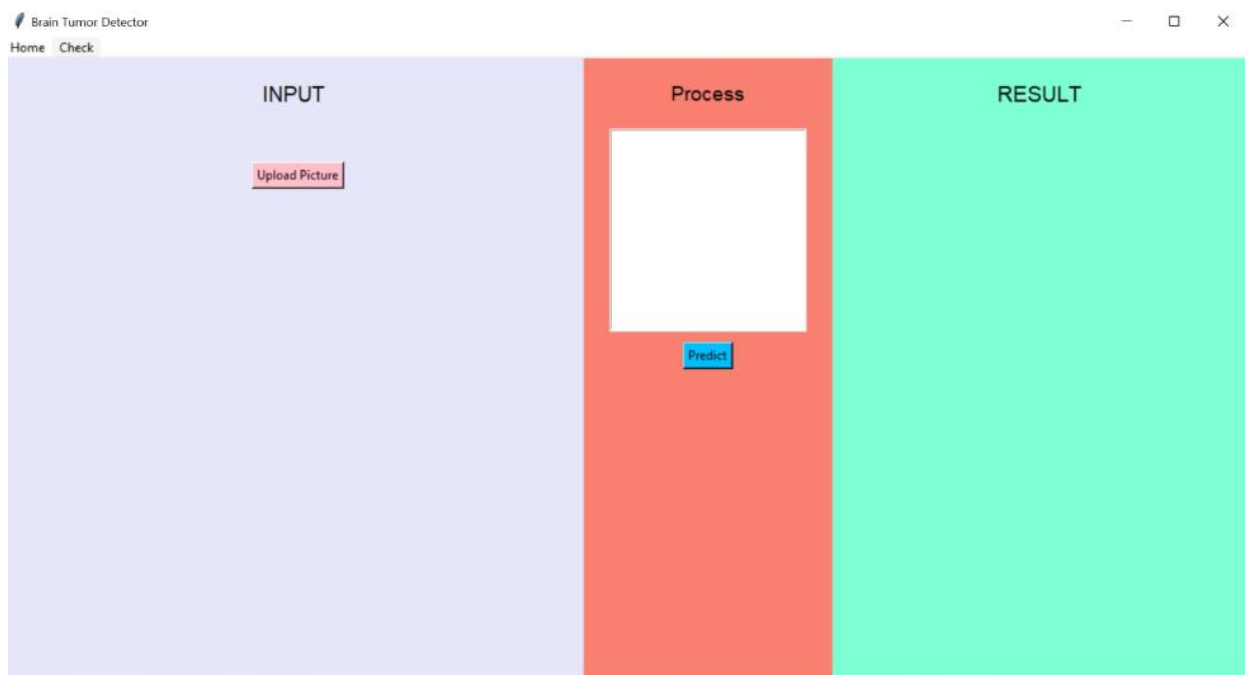 Brain Tumor Detector
Home Check
INPUT
Upload Picture
Process
Predict
RESULT